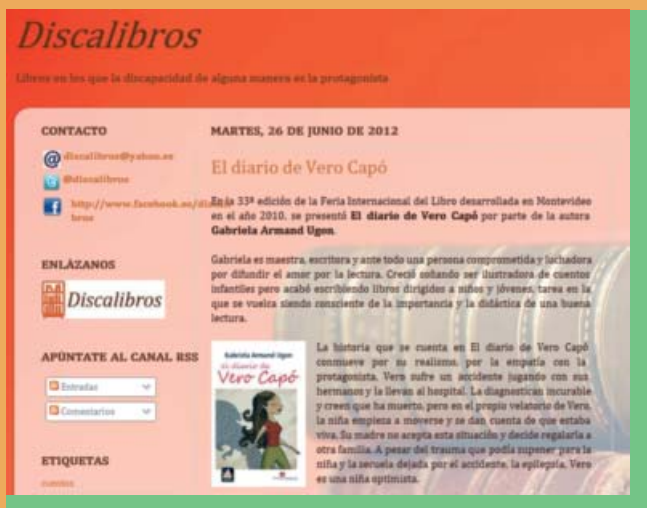 Discalibros
Libros en los que la discapacidad de alguna manera es la protagonista
CONTACTO
discalibros@yahoo.es
@discalibros
http://www.facebook.es/discali
bros
ENLÁZANOS
Discalibros
APÚNTATE AL CANAL RSS
Entradas
Comentarios
ETIQUETAS
cuentos
MARTES, 26 DE JUNIO DE 2012
El diario de Vero Capó
En la 33ª edición de la Feria Internacional del Libro desarrollada en Montevideo
en el año 2010, se presentó El diario de Vero Capó por parte de la autora
Gabriela Armand Ugon.
Gabriela es maestra, escritora y ante todo una persona comprometida y luchadora
por difundir el amor por la lectura. Creció soñando ser ilustradora de cuentos
infantiles pero acabó escribiendo libros dirigidos a niños y jóvenes, tarea en la
que se vuelca siendo consciente de la importancia y la didáctica de una buena
lectura.
Gabriela Armand Ugon
El diario de
Vero Capó
La historia que se cuenta en El diario de Vero Capó
conmueve por su realismo, por la empatía con la
protagonista. Vero sufre un accidente jugando con sus
hermanos y la llevan al hospital. La diagnostican incurable
y creen que ha muerto, pero en el propio velatorio de Vero,
la niña empieza a moverse y se dan cuenta de que estaba
viva. Su madre no acepta esta situación y decide regalarla a
otra familia. A pesar del trauma que podía suponer para la
niña y la secuela dejada por el accidente, la epilepsia, Vero
es una niña optimista.